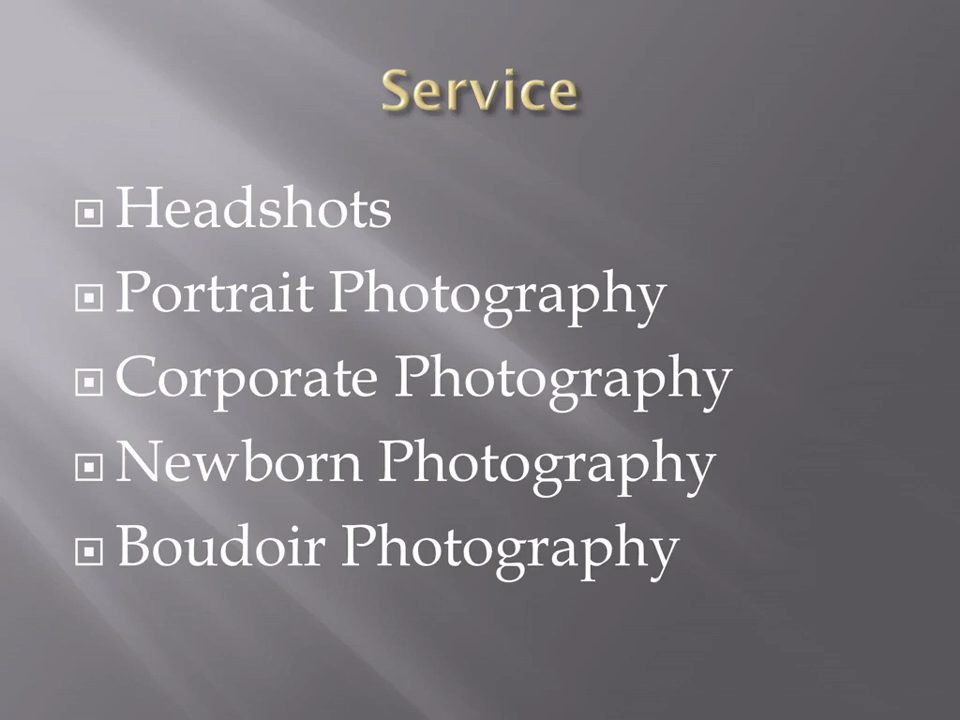 Service
Headshots
Portrait Photography
Corporate Photography
Newborn Photography
Boudoir Photography